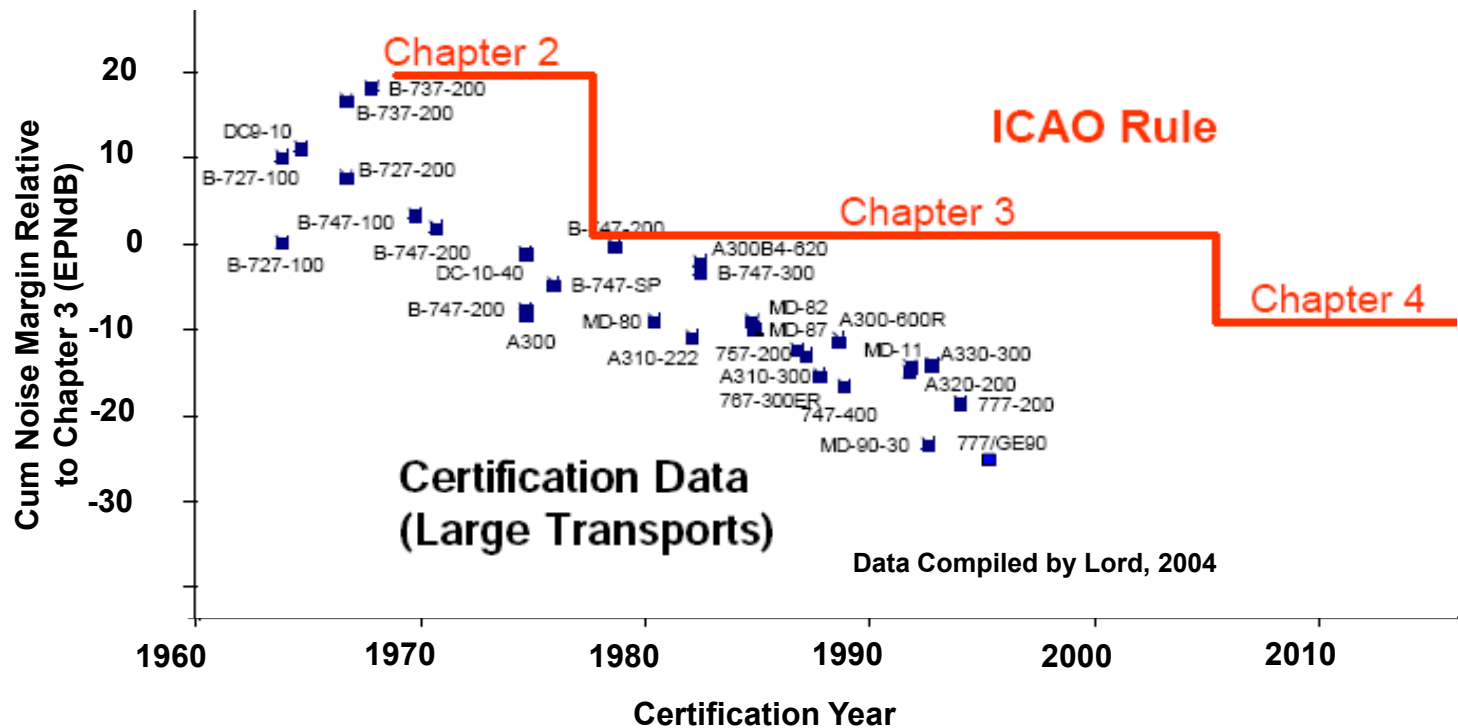 Cum Noise Margin Relative
to Chapter 3 (EPNdB)
20
10
0
-10
-20
-30
Chapter 2
ICAO Rule
Chapter 3
Chapter 4
B-737-200
B-737-200
DC9-10
B-727-100
B-727-200
B-727-100
B-747-100
B-747-200
DC-10-40
B-747-200
A300
B-747-SP
B-747-200
A300B4-620
B-747-300
MD-80
A310-222
MD-82
MD-87
757-200
A310-300
767-300ER
747-400
A300-600R
MD-11
A330-300
A320-200
777-200
MD-90-30
777/GE90
Certification Data
(Large Transports)
Data Compiled by Lord, 2004
1960
1970
1980
1990
2000
2010
Certification Year